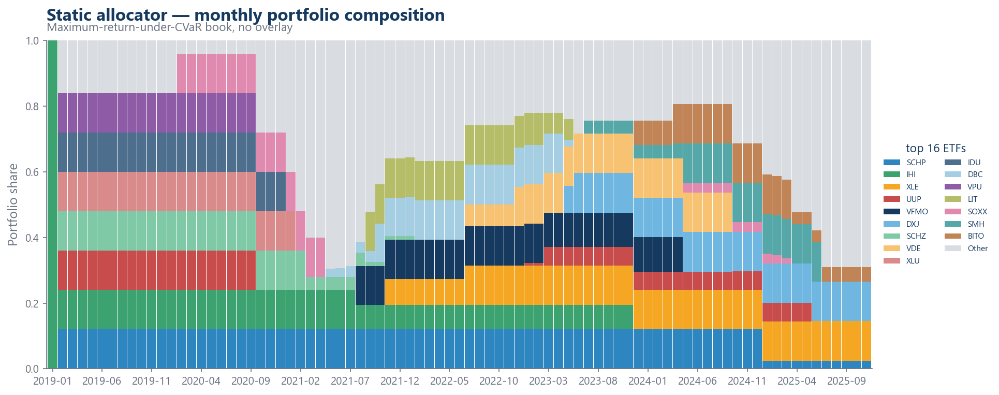 Static allocator — monthly portfolio composition
Maximum-return-under-CVaR book, no overlay
Portfolio share
1.0
0.8
0.6
0.4
0.2
0.0
2019-01 2019-06 2019-11 2020-04 2020-09 2021-02 2021-07 2021-12 2022-05 2022-10 2023-03 2023-08 2024-01 2024-06 2024-11 2025-04 2025-09
top 16 ETFs
SCHP IDU
IHI DBC
XLE VPU
UUP LIT
VFMO SOXX
DXJ SMH
SCHZ BITO
VDE Other
XLU